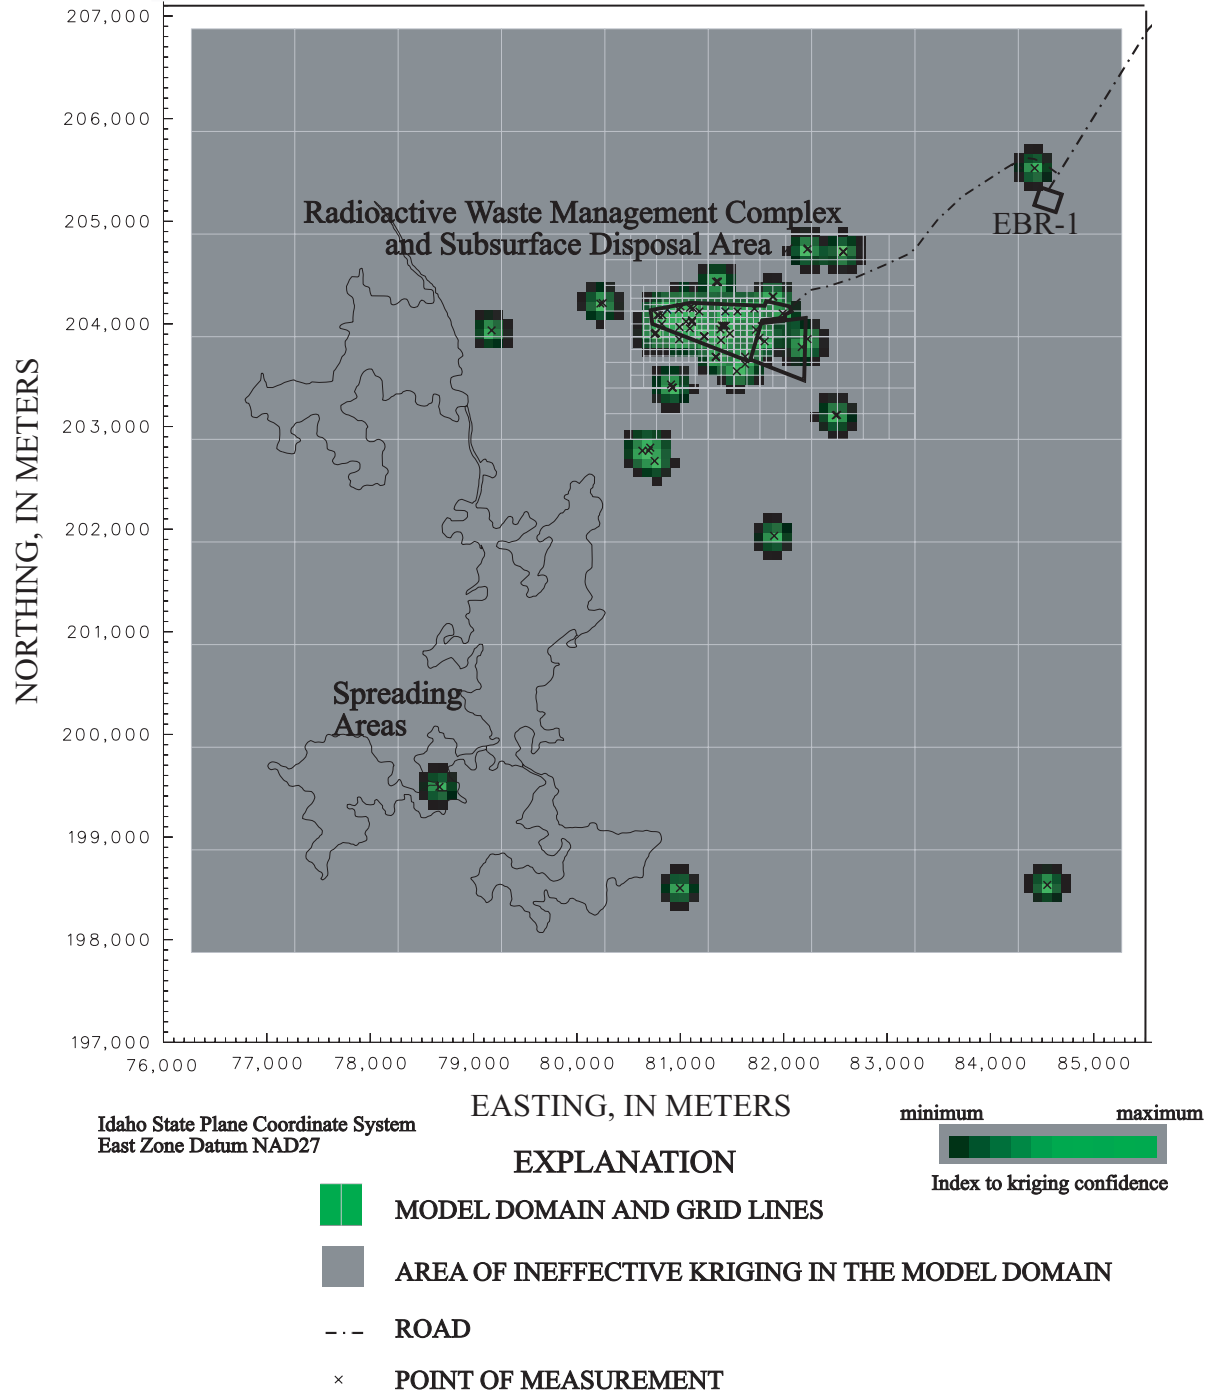 207,000
206,000
205,000
204,000
203,000
202,000
201,000
200,000
199,000
198,000
197,000
NORTHING, IN METERS
Radioactive Waste Management Complex
and Subsurface Disposal Area
EBR-1
Spreading
Areas
76,000 77,000 78,000 79,000 80,000 81,000 82,000 83,000 84,000 85,000
EASTING, IN METERS
Idaho State Plane Coordinate System
East Zone Datum NAD27
minimum maximum
Index to kriging confidence
EXPLANATION
MODEL DOMAIN AND GRID LINES
AREA OF INEFFECTIVE KRIGING IN THE MODEL DOMAIN
ROAD
POINT OF MEASUREMENT